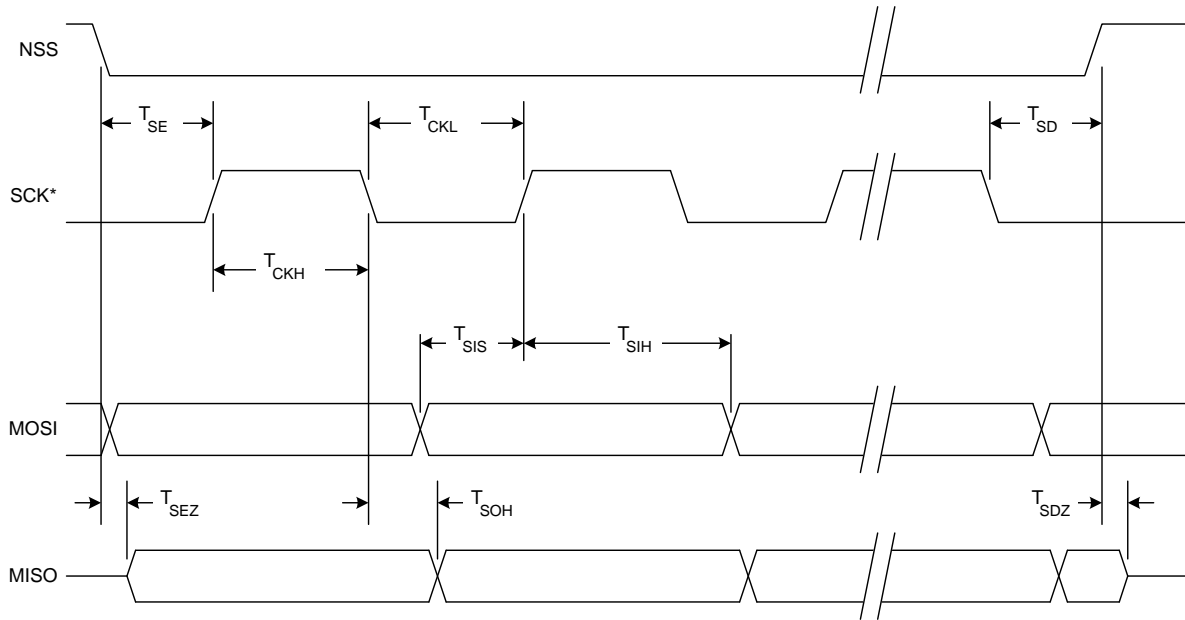 NSS
T_SE
T_CKL
T_SD
SCK*
T_CKH
T_SIS
T_SIH
MOSI
T_SEZ
T_SOH
T_SDZ
MISO